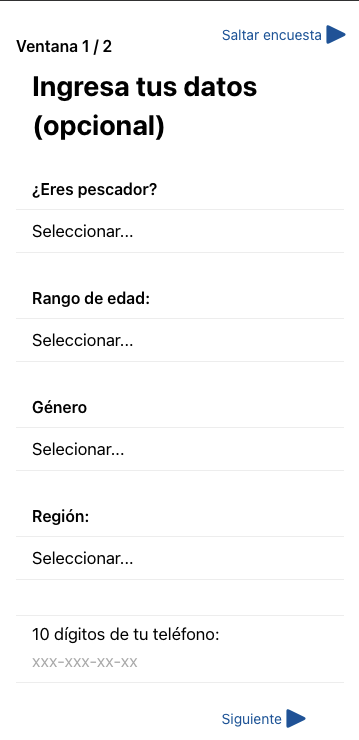 Saltar encuesta
Ventana 1 / 2
Ingresa tus datos
(opcional)
¿Eres pescador?
Seleccionar...
Rango de edad:
Seleccionar...
Género
Selecionar...
Región:
Seleccionar...
10 dígitos de tu teléfono:
xxx-xxx-xx-xx
Siguiente